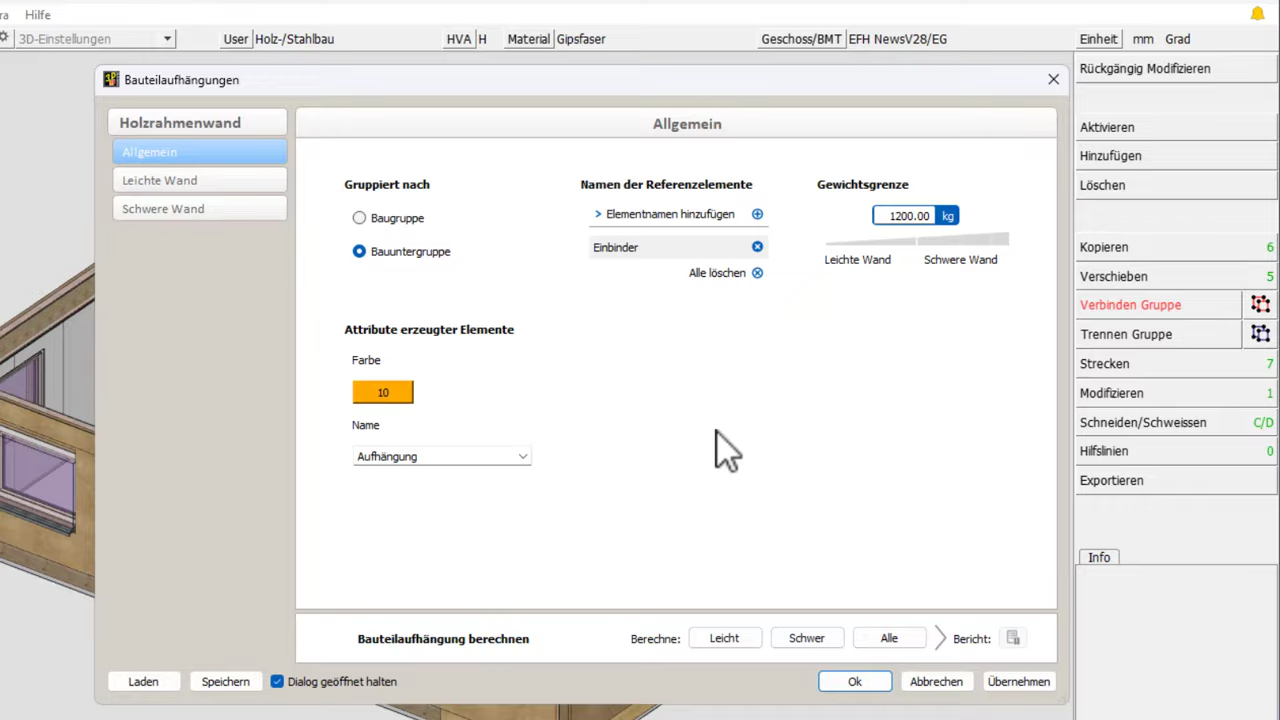 ra Hilfe
3D-Einstellungen User Holz-/Stahlbau HVA H Material Gipsfaser Geschoss/BMT EFH NewsV28/EG Einheit mm Grad
Bauteilaufhängungen
Holzrahmenwand
Allgemein
Leichte Wand
Schwere Wand
Allgemein
Gruppiert nach
Baugruppe
Bauuntergruppe
Namen der Referenzelemente
> Elementnamen hinzufügen
Einbinder
Alle löschen
Gewichtsgrenze
1200.00 kg
Leichte Wand Schwere Wand
Attribute erzeugter Elemente
Farbe
10
Name
Aufhängung
Bauteilaufhängung berechnen Berechne: Leicht Schwer Alle Bericht:
Laden Speichern Dialog geöffnet halten Ok Abbrechen Übernehmen
Rückgängig Modifizieren
Aktivieren
Hinzufügen
Löschen
Kopieren 6
Verschieben 5
Verbinden Gruppe
Trennen Gruppe
Strecken 7
Modifizieren 1
Schneiden/Schweissen C/D
Hilfslinien 0
Exportieren
Info